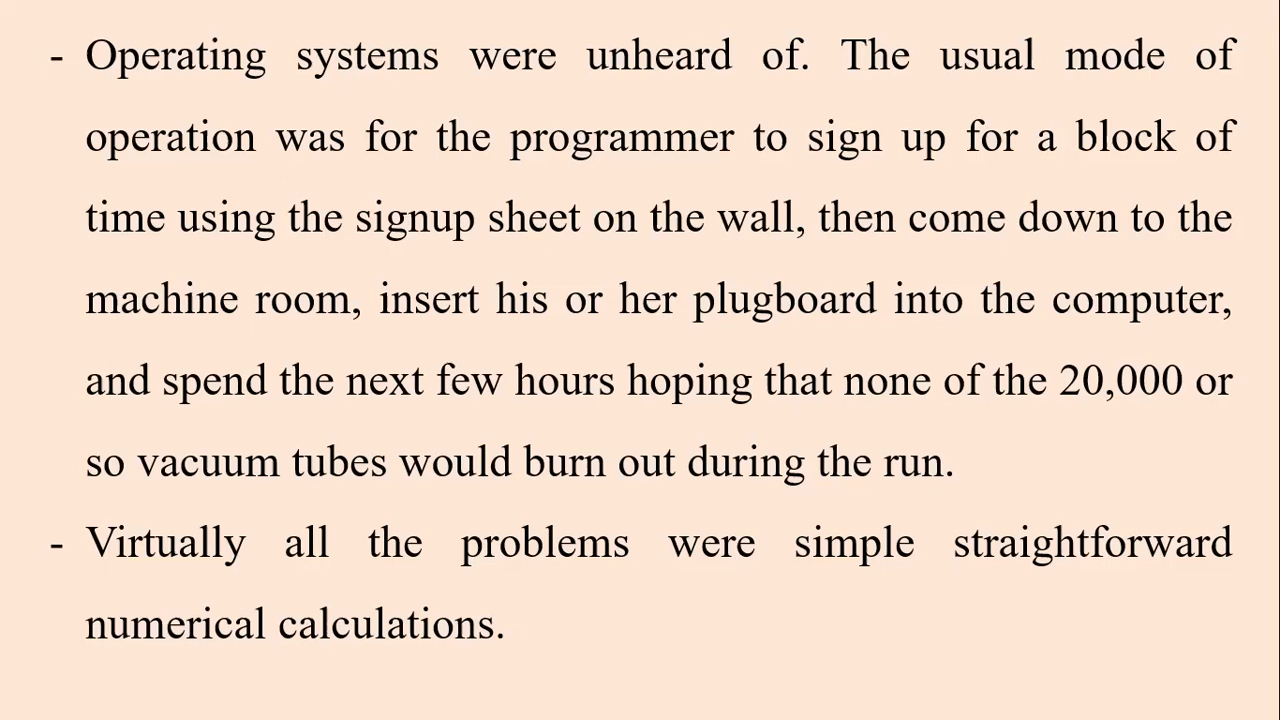 - Operating systems were unheard of. The usual mode of
operation was for the programmer to sign up for a block of
time using the signup sheet on the wall, then come down to the
machine room, insert his or her plugboard into the computer,
and spend the next few hours hoping that none of the 20,000 or
so vacuum tubes would burn out during the run.
- Virtually all the problems were simple straightforward
numerical calculations.